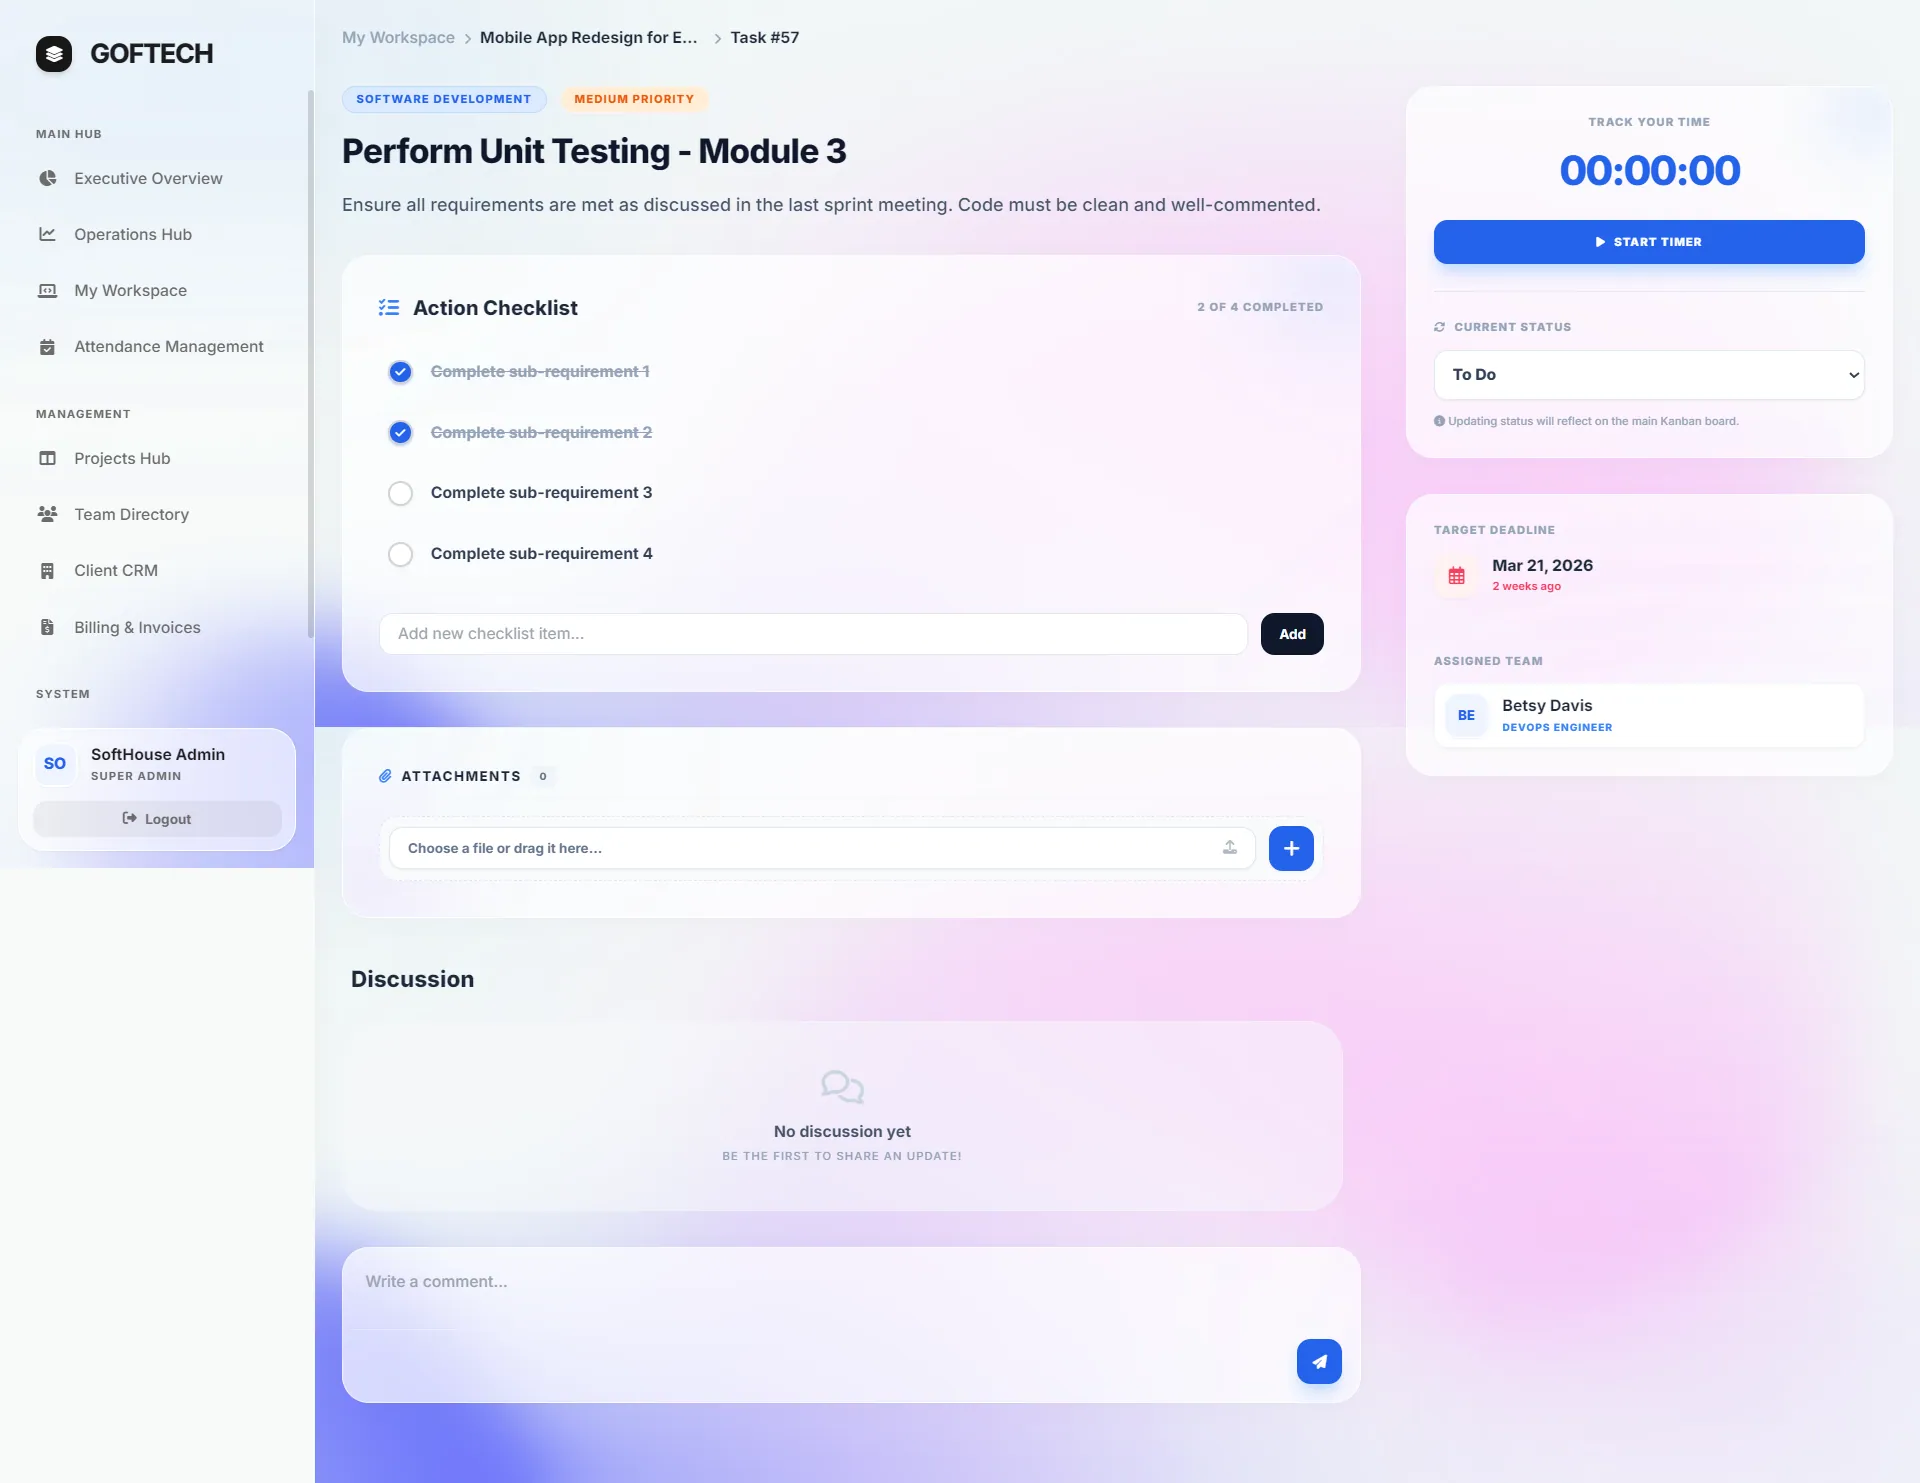 GOFTECH
MAIN HUB
Executive Overview
Operations Hub
My Workspace
Attendance Management
MANAGEMENT
Projects Hub
Team Directory
Client CRM
Billing & Invoices
SYSTEM
SO
SoftHouse Admin
SUPER ADMIN
Logout
My Workspace > Mobile App Redesign for E... > Task #57
SOFTWARE DEVELOPMENT
MEDIUM PRIORITY
Perform Unit Testing - Module 3
Ensure all requirements are met as discussed in the last sprint meeting. Code must be clean and well-commented.
Action Checklist
2 OF 4 COMPLETED
Complete sub-requirement 1
Complete sub-requirement 2
Complete sub-requirement 3
Complete sub-requirement 4
Add new checklist item...
Add
ATTACHMENTS 0
Choose a file or drag it here...
Discussion
No discussion yet
BE THE FIRST TO SHARE AN UPDATE!
Write a comment...
TRACK YOUR TIME
00:00:00
START TIMER
CURRENT STATUS
To Do
Updating status will reflect on the main Kanban board.
TARGET DEADLINE
Mar 21, 2026
2 weeks ago
ASSIGNED TEAM
BE
Betsy Davis
DEVOPS ENGINEER